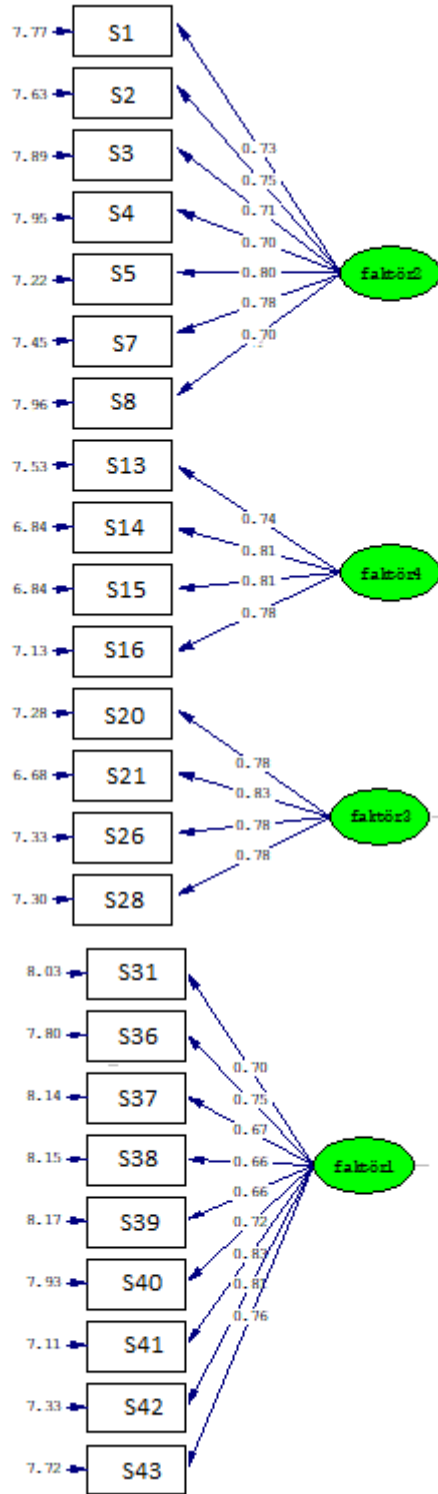 7.77 S1
7.63 S2
7.89 S3 0.73
7.95 S4 0.75
0.71
0.70
7.22 S5 0.80 faktör2
7.45 S7 0.78
0.70
7.96 S8
7.53 S13
6.84 S14 0.74
0.81
6.84 S15 0.81 faktör4
7.13 S16 0.78
7.28 S20
6.68 S21 0.78
0.83
7.33 S26 0.78 faktör3
7.30 S28 0.78
8.03 S31
7.80 S36 0.70
8.14 S37 0.75
0.67
8.15 S38 0.66 faktör1
8.17 S39 0.66
0.72
7.93 S40 0.83
0.81
7.11 S41 0.76
7.33 S42
7.72 S43